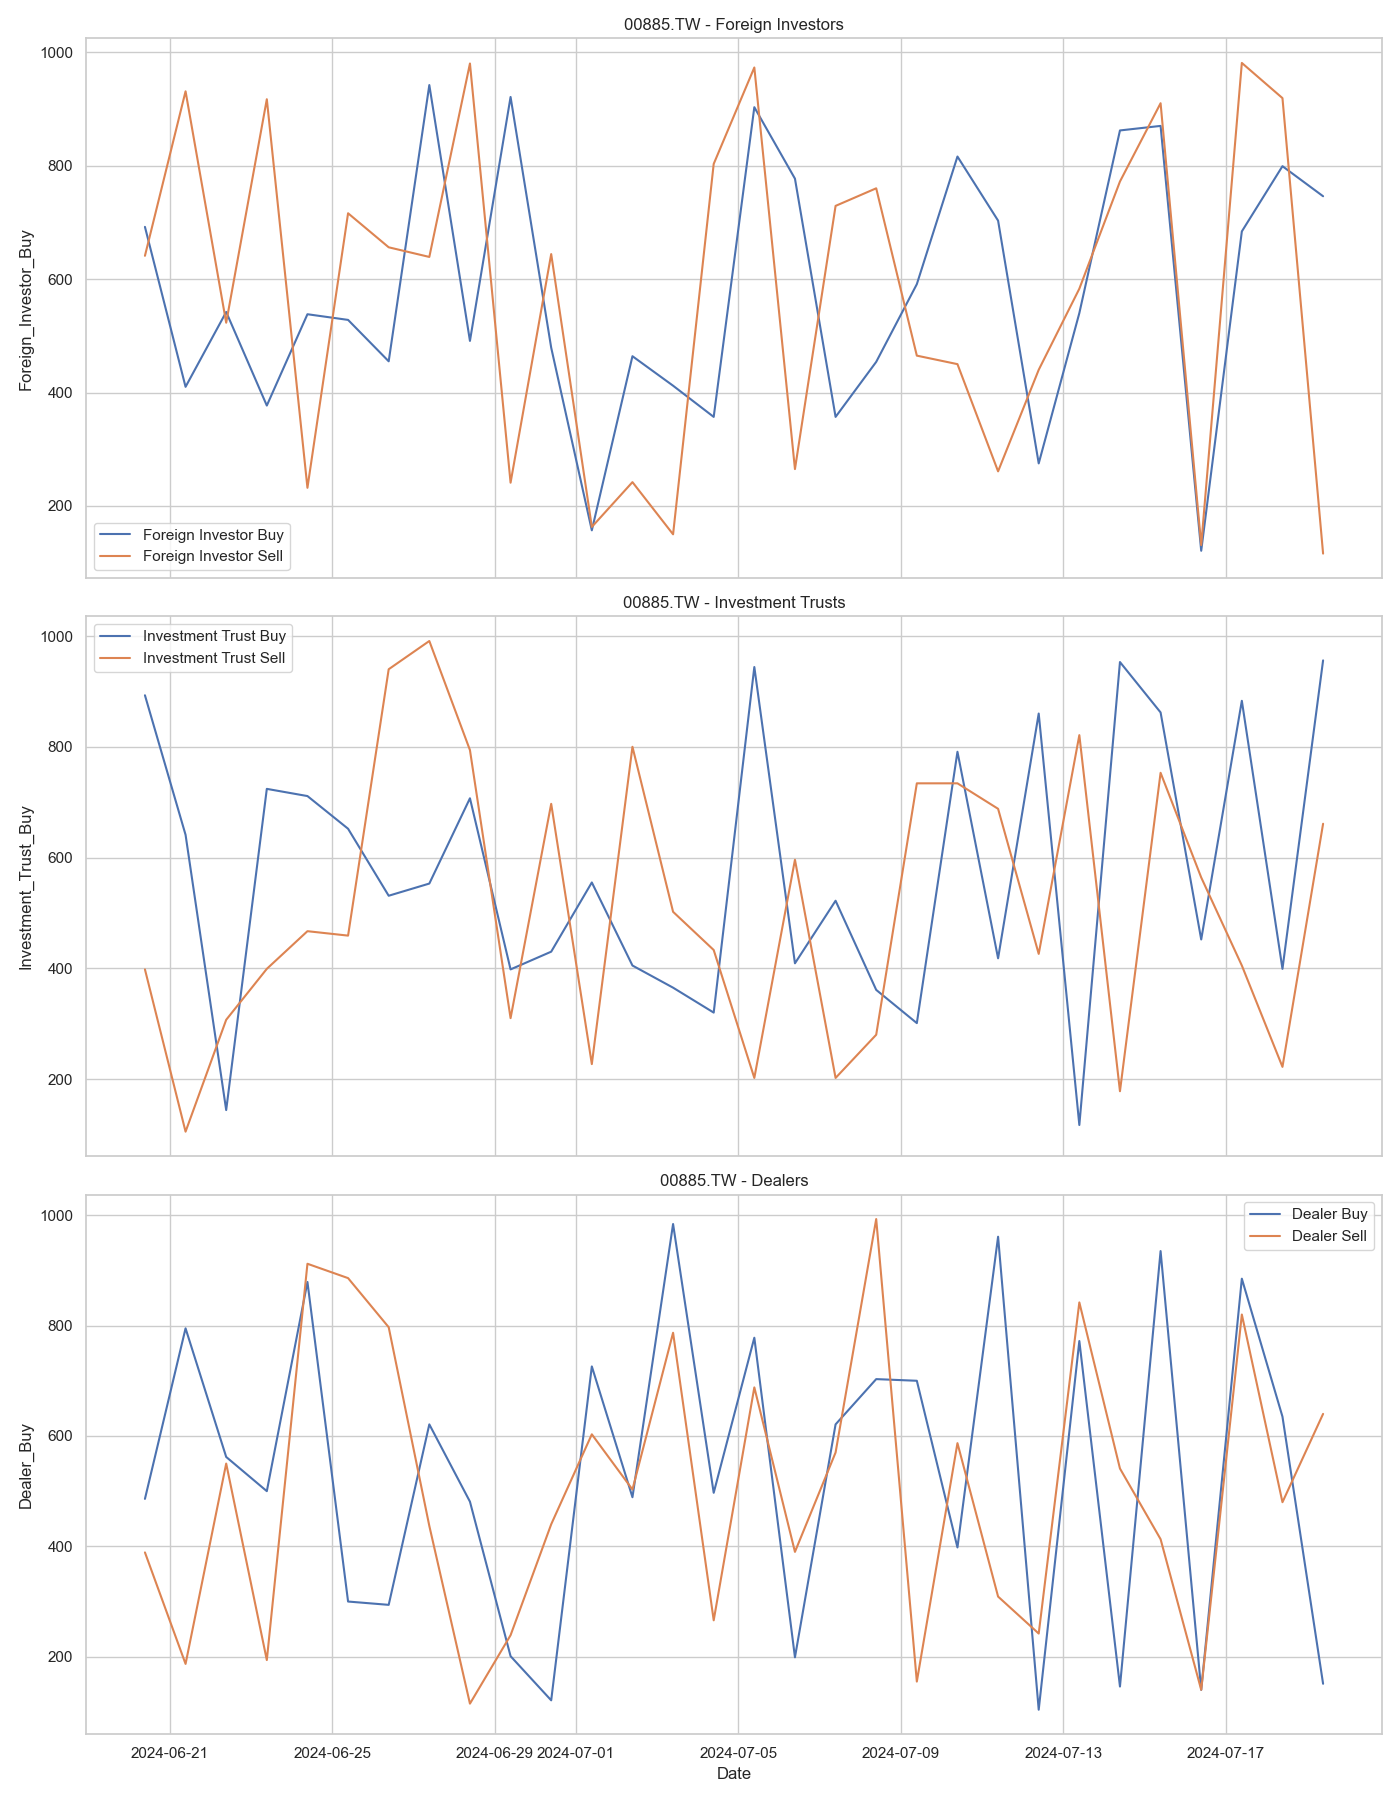 00885.TW - Foreign Investors
1000
800
600
400
200
Foreign_Investor_Buy
Foreign Investor Buy
Foreign Investor Sell
00885.TW - Investment Trusts
1000
800
600
400
200
Investment_Trust_Buy
Investment Trust Buy
Investment Trust Sell
00885.TW - Dealers
1000
800
600
400
200
Dealer_Buy
Dealer Buy
Dealer Sell
2024-06-21 2024-06-25 2024-06-29 2024-07-01 2024-07-05 2024-07-09 2024-07-13 2024-07-17
Date